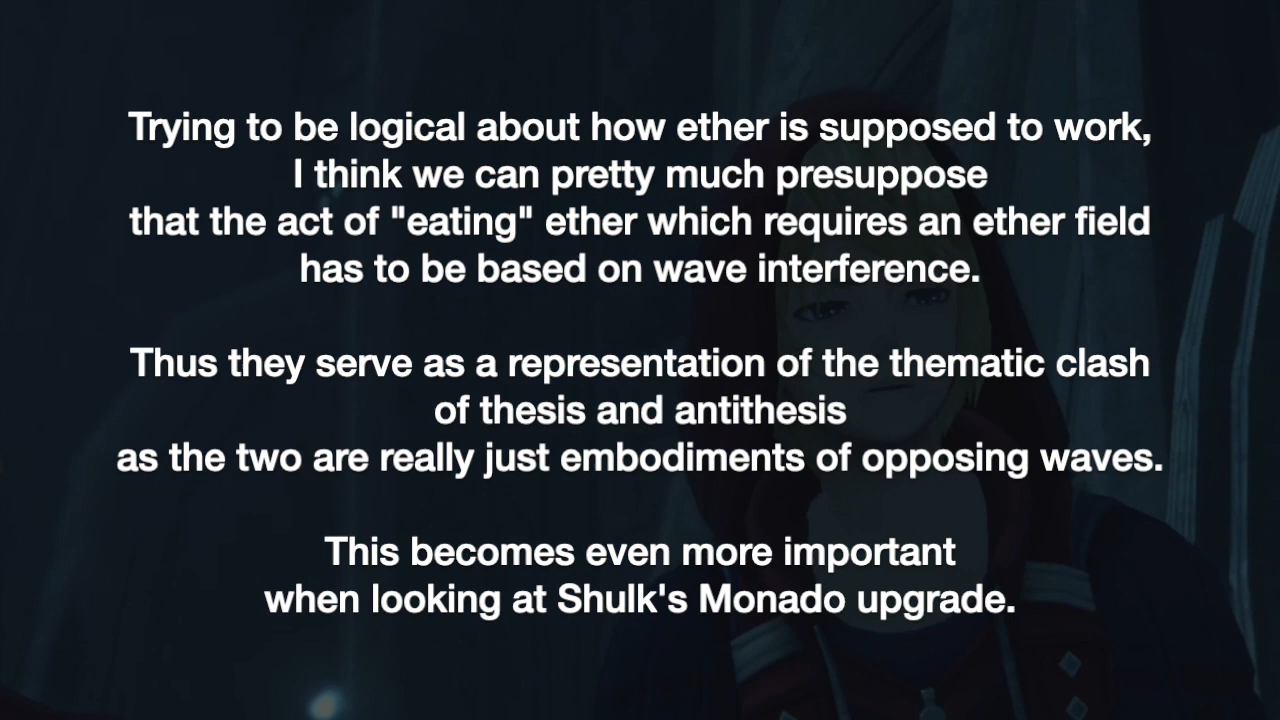 Trying to be logical about how ether is supposed to work,
I think we can pretty much presuppose
that the act of "eating" ether which requires an ether field
has to be based on wave interference.
Thus they serve as a representation of the thematic clash
of thesis and antithesis
as the two are really just embodiments of opposing waves.
This becomes even more important
when looking at Shulk's Monado upgrade.